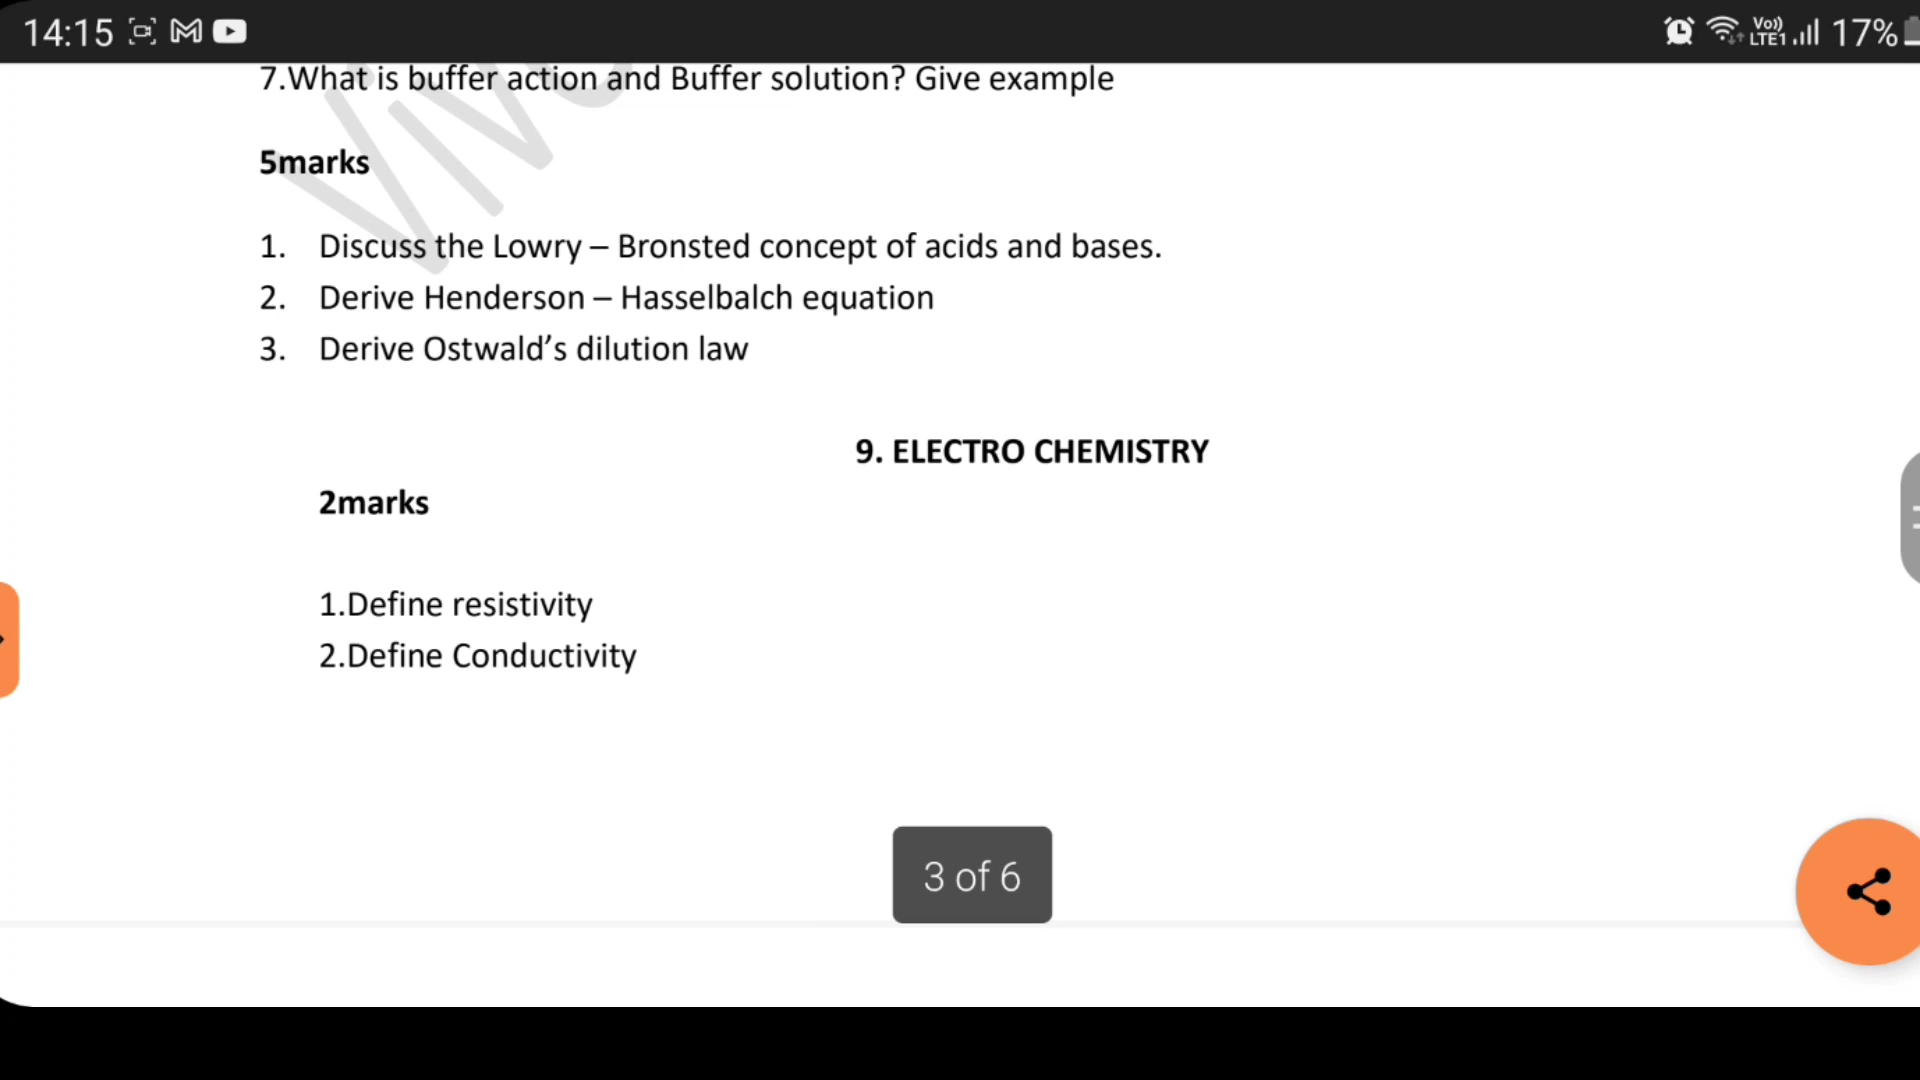 14:15
Vo))
LTE1
17%
7.What is buffer action and Buffer solution? Give example
5marks
1. Discuss the Lowry – Bronsted concept of acids and bases.
2. Derive Henderson – Hasselbalch equation
3. Derive Ostwald’s dilution law
9. ELECTRO CHEMISTRY
2marks
1.Define resistivity
2.Define Conductivity
3 of 6